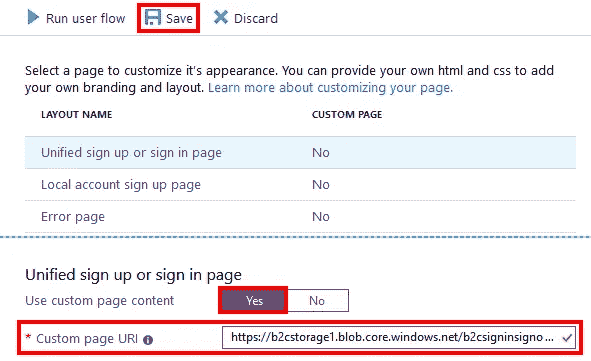 Run user flow Save Discard
Select a page to customize it's appearance. You can provide your own html and css to add
your own branding and layout. Learn more about customizing your page.
LAYOUT NAME CUSTOM PAGE
Unified sign up or sign in page No
Local account sign up page No
Error page No
Unified sign up or sign in page
Use custom page content Yes No
* Custom page URI https://b2cstorage1.blob.core.windows.net/b2csigninsigno ...